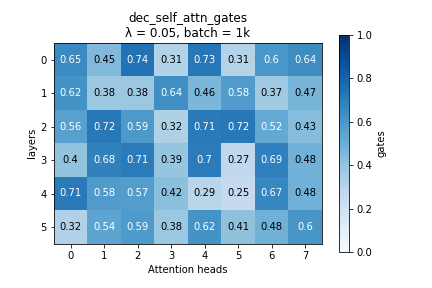 dec_self_attn_gates
λ = 0.05, batch = 1k
0 0.65 0.45 0.74 0.31 0.73 0.31 0.6 0.64
1 0.62 0.38 0.38 0.64 0.46 0.58 0.37 0.47
2 0.56 0.72 0.59 0.32 0.71 0.72 0.52 0.43
3 0.4 0.68 0.71 0.39 0.7 0.27 0.69 0.48
4 0.71 0.58 0.57 0.42 0.29 0.25 0.67 0.48
5 0.32 0.54 0.59 0.38 0.62 0.41 0.48 0.6
0 1 2 3 4 5 6 7
Attention heads
layers
1.0
0.8
0.6
0.4
0.2
0.0
gates